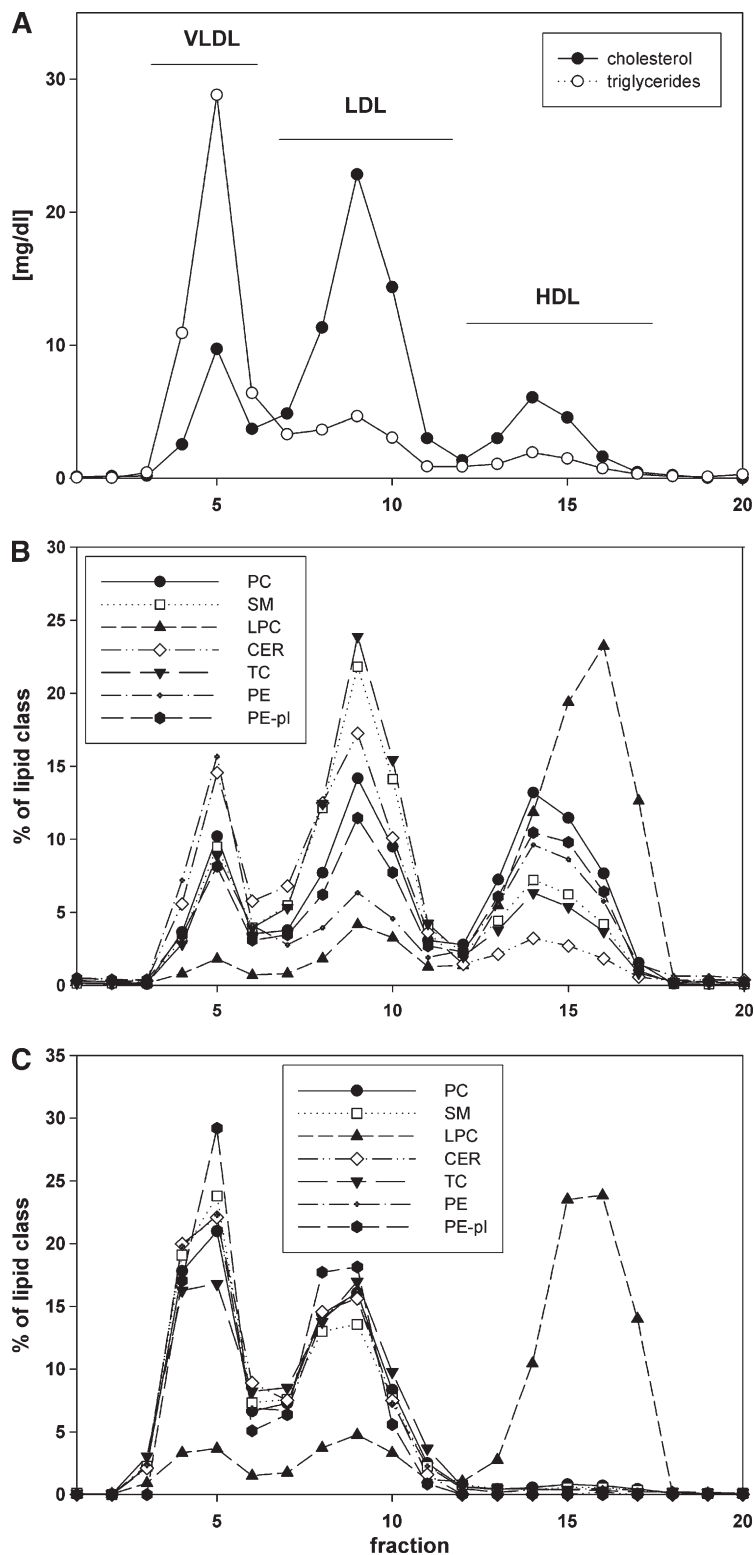 A
VLDL
cholesterol
triglycerides
LDL
HDL
[mg/dl]
30
20
10
0
5
10
15
20
B
30
25
20
15
10
5
0
% of lipid class
PC
SM
LPC
CER
TC
PE
PE-pl
5
10
15
20
C
35
30
25
20
15
10
5
0
% of lipid class
PC
SM
LPC
CER
TC
PE
PE-pl
5
10
15
20
fraction